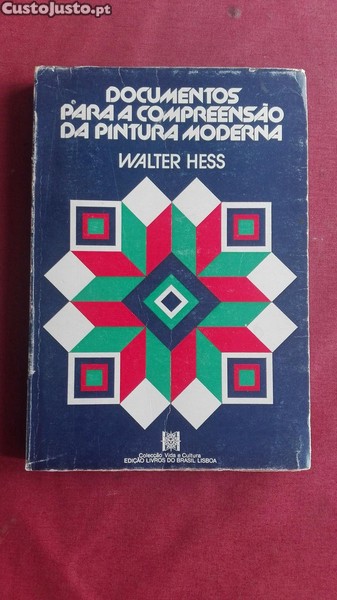 CustoJusto.pt
DOCUMENTOS
PARA A COMPREENSÃO
DA PINTURA MODERNA
WALTER HESS
Colecção Vida e Cultura
EDIÇÃO LIVROS DO BRASIL LISBOA